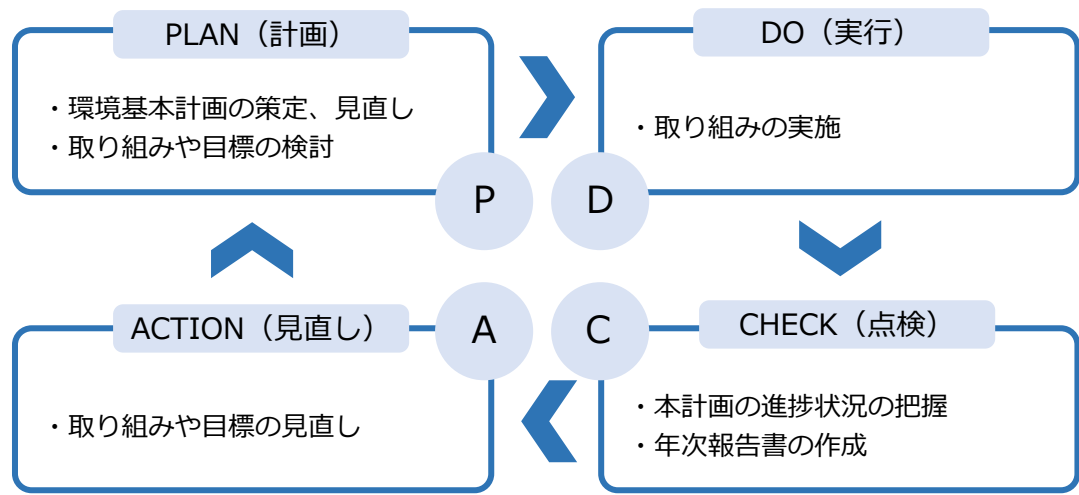 PLAN（計画）
・環境基本計画の策定、見直し
・取り組みや目標の検討
P
DO（実行）
・取り組みの実施
D
ACTION（見直し）
・取り組みや目標の見直し
A
CHECK（点検）
・本計画の進捗状況の把握
・年次報告書の作成
C